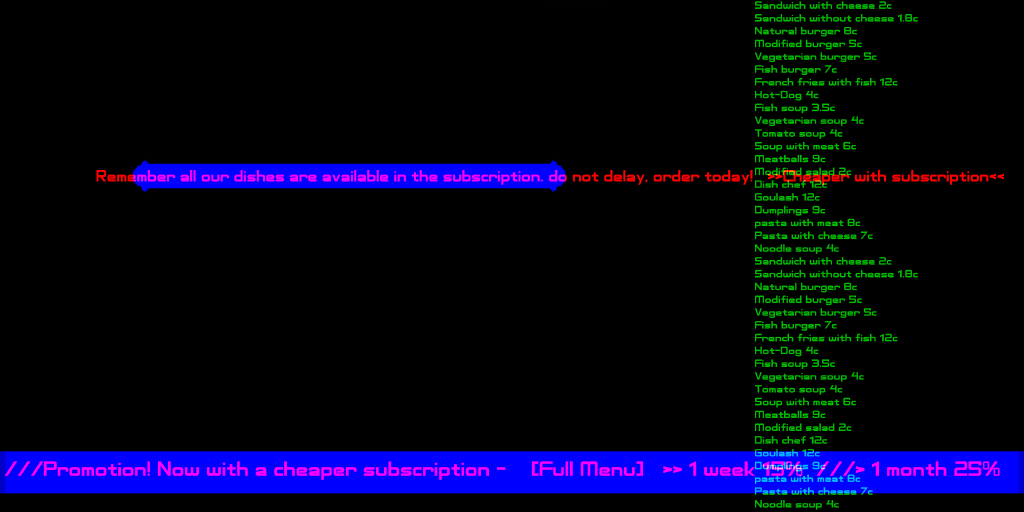 Sandwich with cheese 2c
Sandwich without cheese 1.8c
Natural burger 8c
Modified burger 5c
Vegetarian burger 5c
Fish burger 7c
French fries with fish 12c
Hot-Dog 4c
Fish soup 3.5c
Vegetarian soup 4c
Tomato soup 4c
Soup with meat 6c
Meatballs 9c
Modified salad 2c
Remember all our dishes are available in the subscription. do not delay, order today! >>Cheaper with subscription<<
Dish chef 12c
Goulash 12c
Dumplings 9c
pasta with meat 8c
Pasta with cheese 7c
Noodle soup 4c
Sandwich with cheese 2c
Sandwich without cheese 1.8c
Natural burger 8c
Modified burger 5c
Vegetarian burger 5c
Fish burger 7c
French fries with fish 12c
Hot-Dog 4c
Fish soup 3.5c
Vegetarian soup 4c
Tomato soup 4c
Soup with meat 6c
Meatballs 9c
Modified salad 2c
Dish chef 12c
Goulash 12c
///Promotion! Now with a cheaper subscription - [Full Menu] >> 1 week 15% ///> 1 month 25%
Dumplings 9c
pasta with meat 8c
Pasta with cheese 7c
Noodle soup 4c